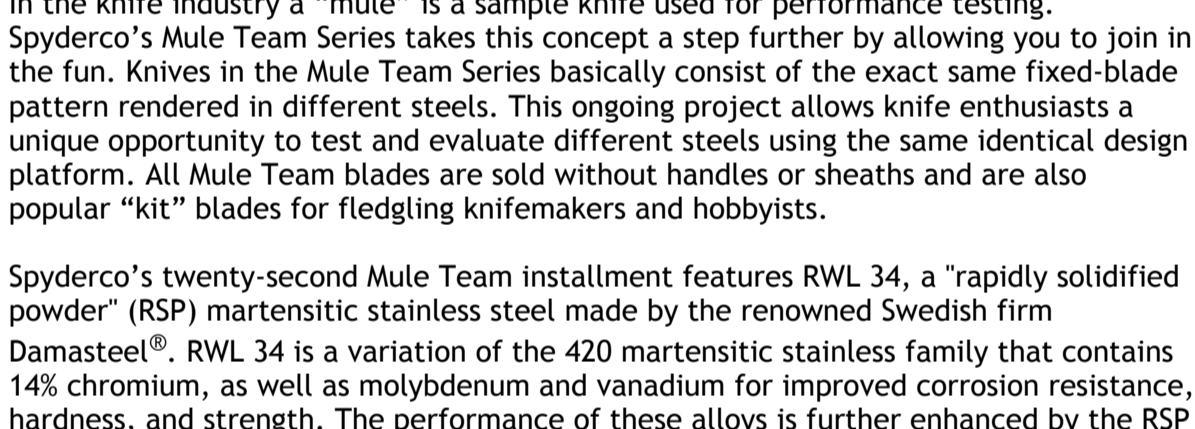 In the knife industry a “mule” is a sample knife used for performance testing.
Spyderco’s Mule Team Series takes this concept a step further by allowing you to join in
the fun. Knives in the Mule Team Series basically consist of the exact same fixed-blade
pattern rendered in different steels. This ongoing project allows knife enthusiasts a
unique opportunity to test and evaluate different steels using the same identical design
platform. All Mule Team blades are sold without handles or sheaths and are also
popular “kit” blades for fledgling knifemakers and hobbyists.
Spyderco’s twenty-second Mule Team installment features RWL 34, a "rapidly solidified
powder" (RSP) martensitic stainless steel made by the renowned Swedish firm
Damasteel®. RWL 34 is a variation of the 420 martensitic stainless family that contains
14% chromium, as well as molybdenum and vanadium for improved corrosion resistance,
hardness, and strength. The performance of these alloys is further enhanced by the RSP